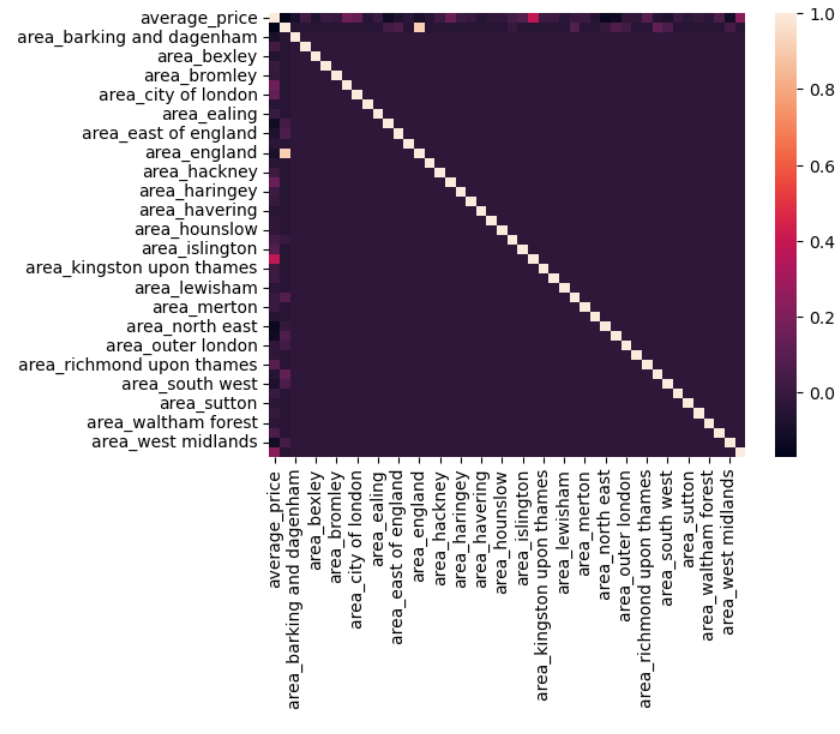 average_price
area_barking and dagenham
area_bexley
area_bromley
area_city of london
area_ealing
area_east of england
area_england
area_hackney
area_haringey
area_havering
area_hounslow
area_islington
area_kingston upon thames
area_lewisham
area_merton
area_north east
area_outer london
area_richmond upon thames
area_south west
area_sutton
area_waltham forest
area_west midlands
average_price
area_barking and dagenham
area_bexley
area_bromley
area_city of london
area_ealing
area_east of england
area_england
area_hackney
area_haringey
area_havering
area_hounslow
area_islington
area_kingston upon thames
area_lewisham
area_merton
area_north east
area_outer london
area_richmond upon thames
area_south west
area_sutton
area_waltham forest
area_west midlands
1.0
0.8
0.6
0.4
0.2
0.0